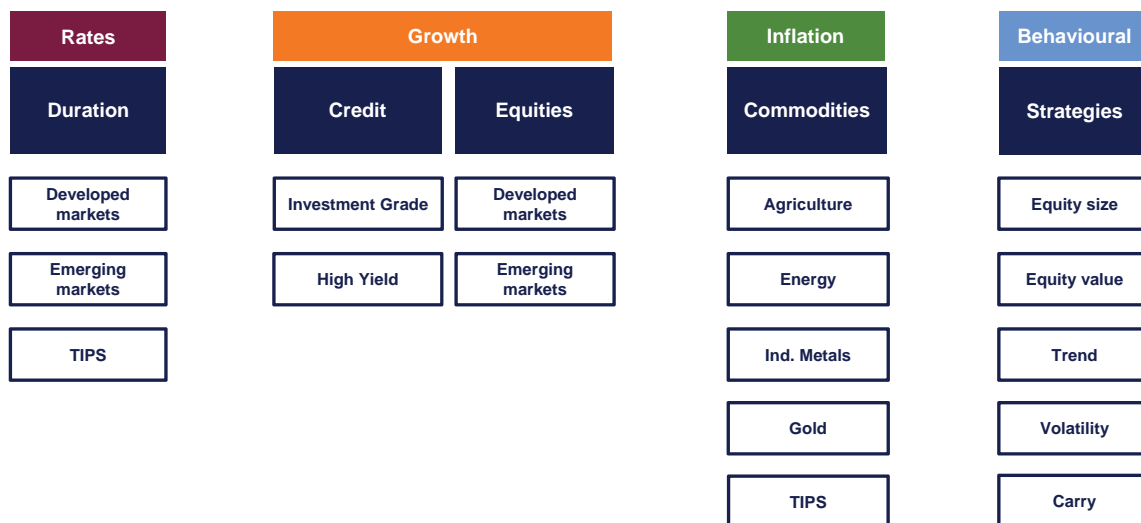 Rates
Growth
Inflation
Behavioural
Duration
Credit
Equities
Commodities
Strategies
Developed
markets
Investment Grade
Developed
markets
Agriculture
Equity size
Emerging
markets
High Yield
Emerging
markets
Energy
Equity value
TIPS
Ind. Metals
Trend
Gold
Volatility
TIPS
Carry